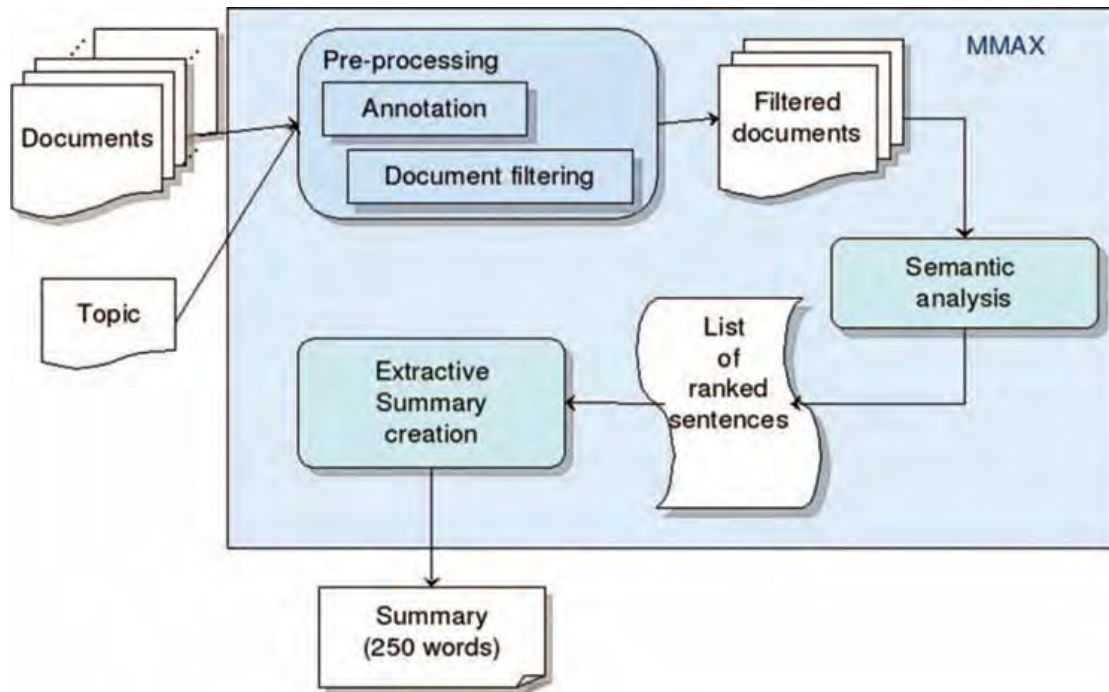 MMAX
Pre-processing
Annotation
Document filtering
Documents
Topic
Filtered
documents
Semantic
analysis
List
of
ranked
sentences
Extractive
Summary
creation
Summary
(250 words)